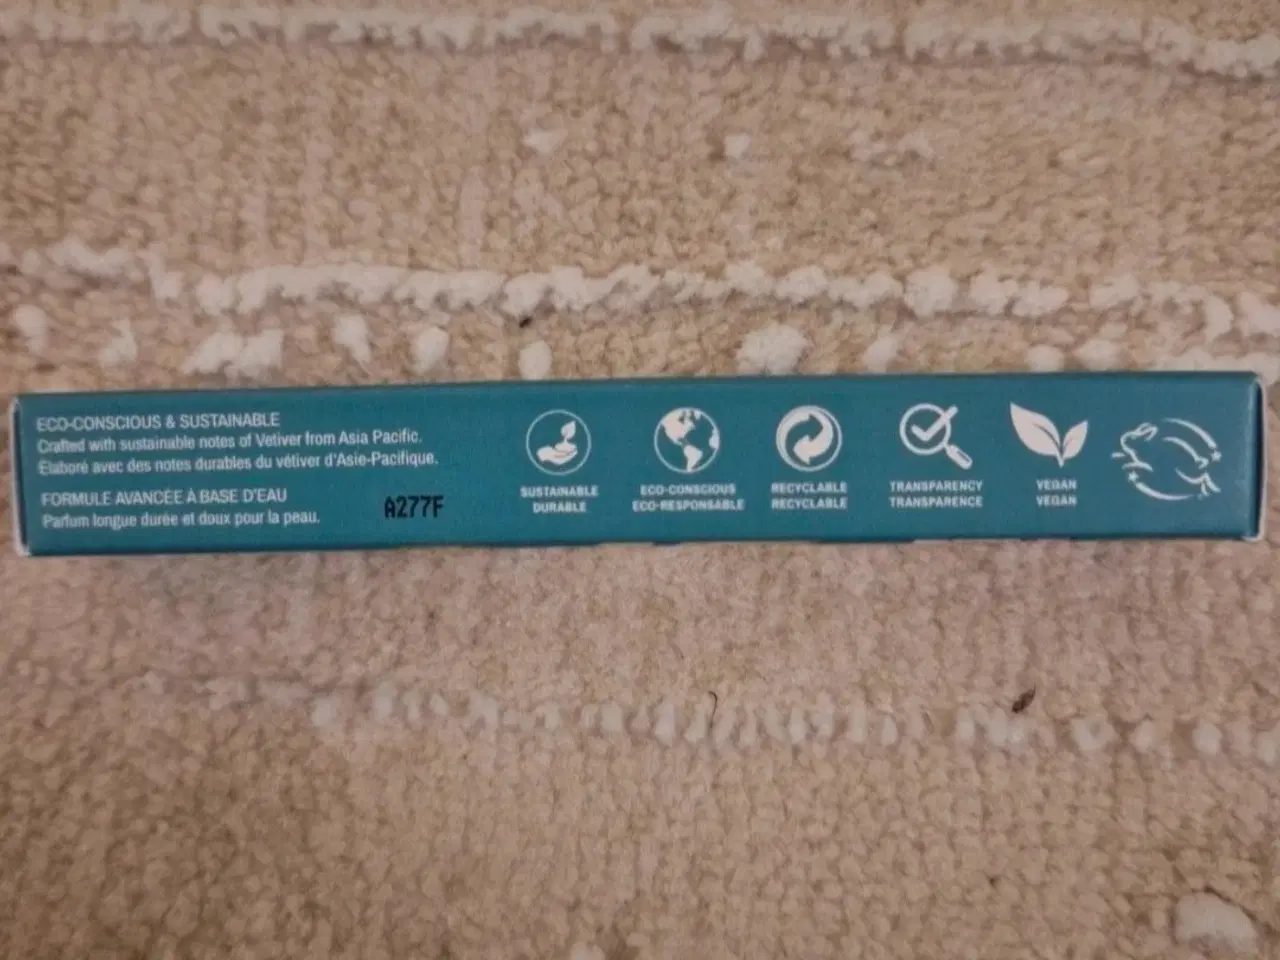 ECO-CONSCIOUS & SUSTAINABLE
Crafted with sustainable notes of Vetiver from Asia Pacific.
Élaboré avec des notes durables du vétiver d'Asie-Pacifique.
FORMULE AVANCÉE À BASE D'EAU
Parfum longue durée et doux pour la peau.
A277F
SUSTAINABLE
DURABLE
ECO-CONSCIOUS
ECO-RESPONSABLE
RECYCLABLE
RECYCLABLE
TRANSPARENCY
TRANSPARENCE
VEGAN
VEGAN